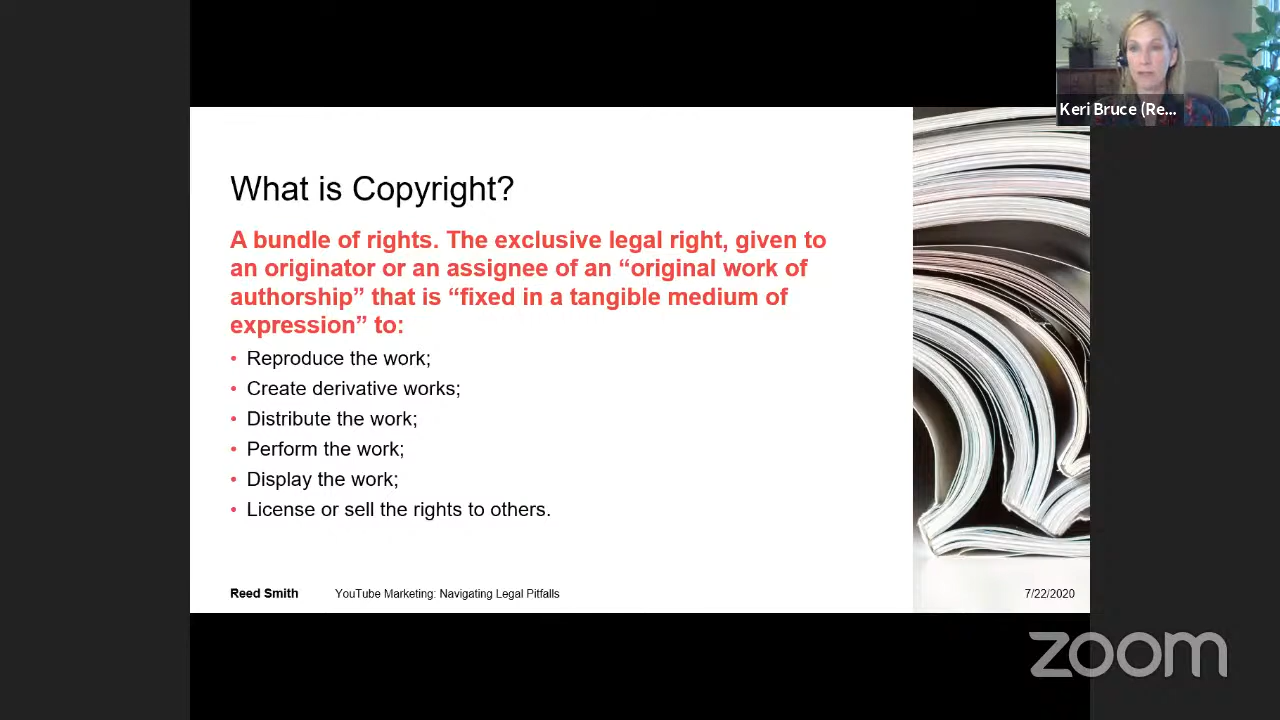 Keri Bruce (Re...
What is Copyright?
A bundle of rights. The exclusive legal right, given to
an originator or an assignee of an “original work of
authorship” that is “fixed in a tangible medium of
expression” to:
• Reproduce the work;
• Create derivative works;
• Distribute the work;
• Perform the work;
• Display the work;
• License or sell the rights to others.
Reed Smith YouTube Marketing: Navigating Legal Pitfalls 7/22/2020
zoom